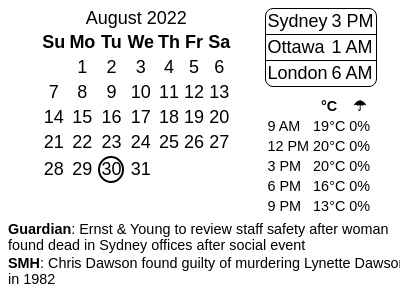 August 2022
Su Mo Tu We Th Fr Sa
1 2 3 4 5 6
7 8 9 10 11 12 13
14 15 16 17 18 19 20
21 22 23 24 25 26 27
28 29 30 31
Sydney 3 PM
Ottawa 1 AM
London 6 AM
°C ☂
9 AM 19°C 0%
12 PM 20°C 0%
3 PM 20°C 0%
6 PM 16°C 0%
9 PM 13°C 0%
Guardian: Ernst & Young to review staff safety after woman
found dead in Sydney offices after social event
SMH: Chris Dawson found guilty of murdering Lynette Dawson
in 1982